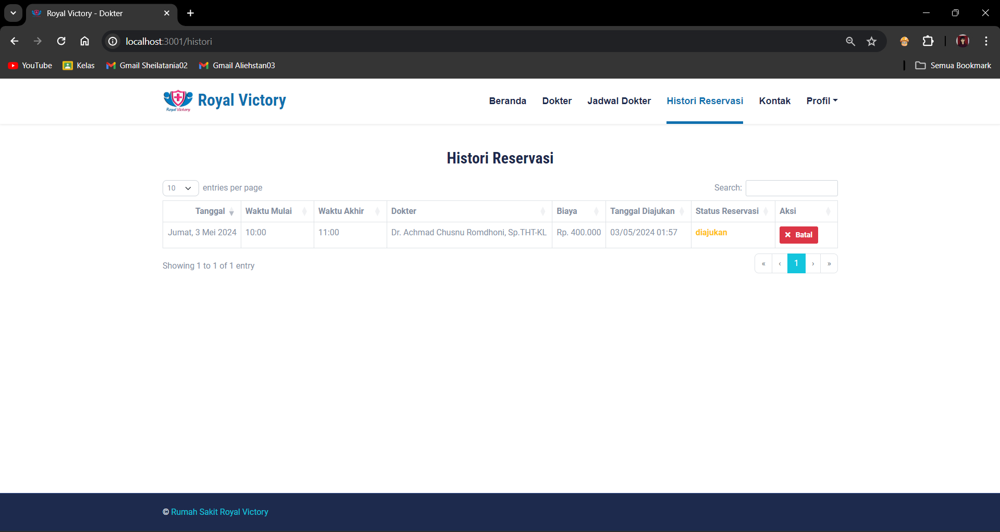 Royal Victory - Dokter
localhost:3001/histori
YouTube Kelas Gmail Sheilatania02 Gmail Aliehstan03 Semua Bookmark
Royal Victory Royal Victory Beranda Dokter Jadwal Dokter Histori Reservasi Kontak Profil
Histori Reservasi
10 entries per page Search:
Tanggal Waktu Mulai Waktu Akhir Dokter Biaya Tanggal Diajukan Status Reservasi Aksi
Jumat, 3 Mei 2024 10:00 11:00 Dr. Achmad Chusnu Romdhoni, Sp.THT-KL Rp. 400.000 03/05/2024 01:57 diajukan Batal
Showing 1 to 1 of 1 entry « ‹ 1 › »
© Rumah Sakit Royal Victory